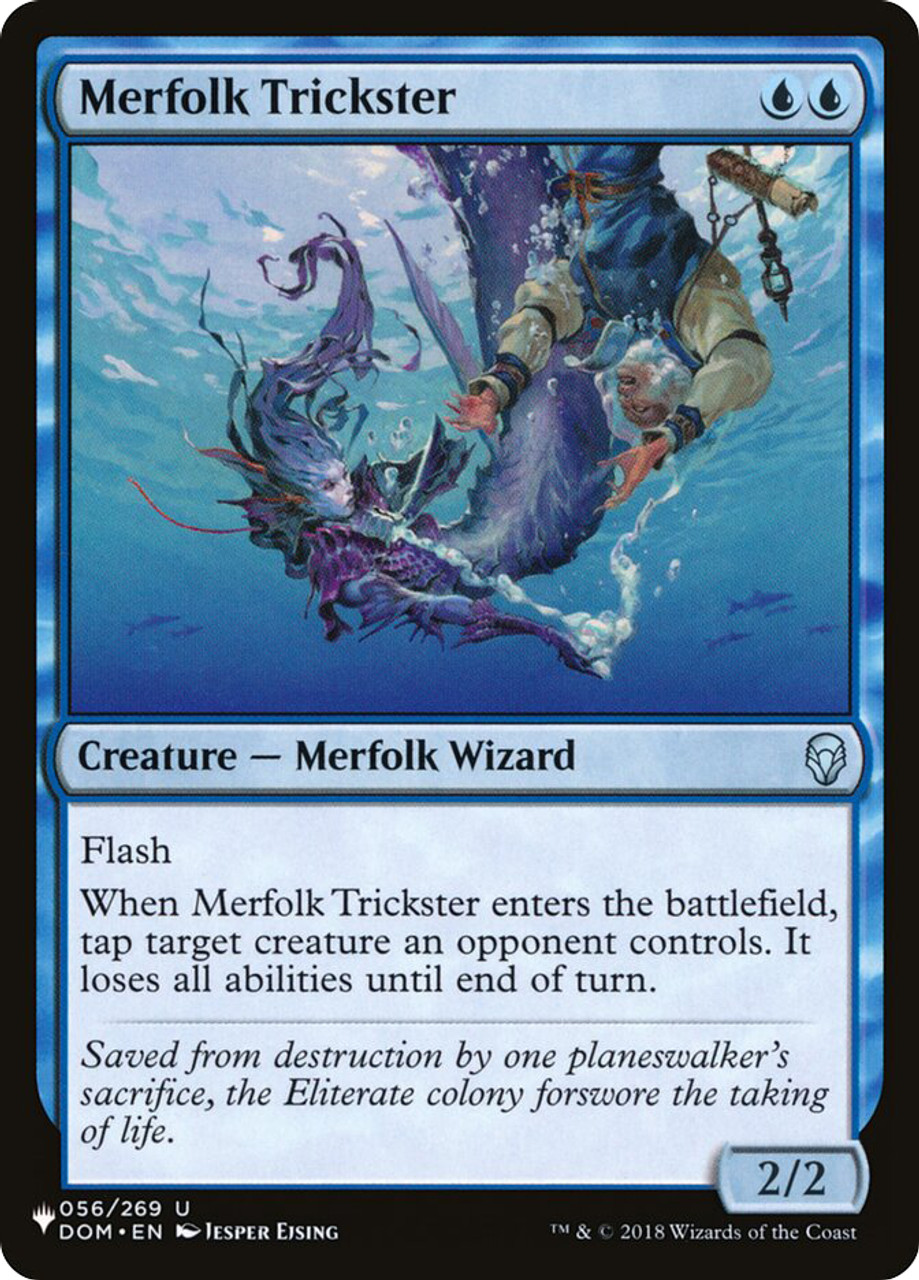 Merfolk Trickster
Creature — Merfolk Wizard
Flash
When Merfolk Trickster enters the battlefield,
tap target creature an opponent controls. It
loses all abilities until end of turn.
Saved from destruction by one planeswalker's
sacrifice, the Eliterate colony forswore the taking
of life.
2/2
056/269 U
DOM • EN Jesper Ejsing
™ & © 2018 Wizards of the Coast